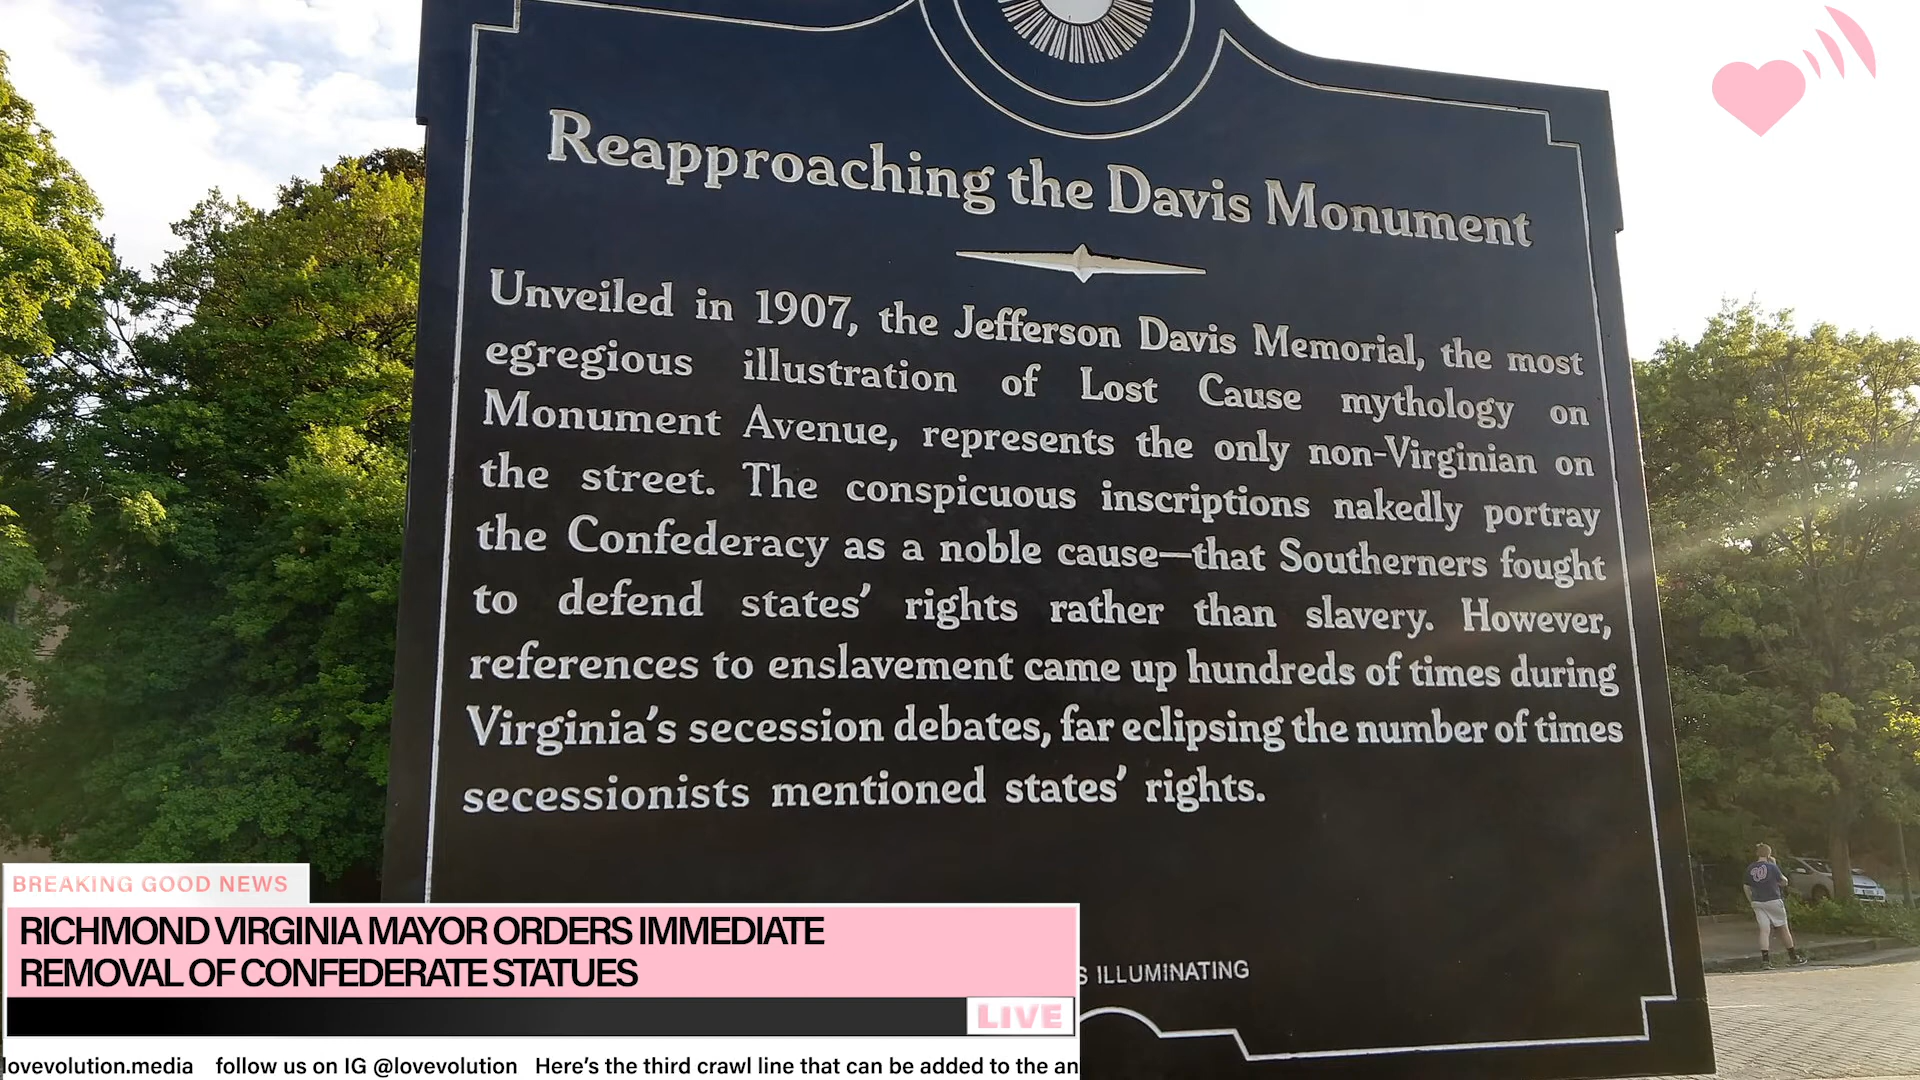 Reapproaching the Davis Monument
Unveiled in 1907, the Jefferson Davis Memorial, the most
egregious illustration of Lost Cause mythology on
Monument Avenue, represents the only non-Virginian on
the street. The conspicuous inscriptions nakedly portray
the Confederacy as a noble cause—that Southerners fought
to defend states' rights rather than slavery. However,
references to enslavement came up hundreds of times during
Virginia's secession debates, far eclipsing the number of times
secessionists mentioned states' rights.
ILLUMINATING
BREAKING GOOD NEWS
RICHMOND VIRGINIA MAYOR ORDERS IMMEDIATE
REMOVAL OF CONFEDERATE STATUES
LIVE
lovevolution.media follow us on IG @lovevolution Here's the third crawl line that can be added to the an
W